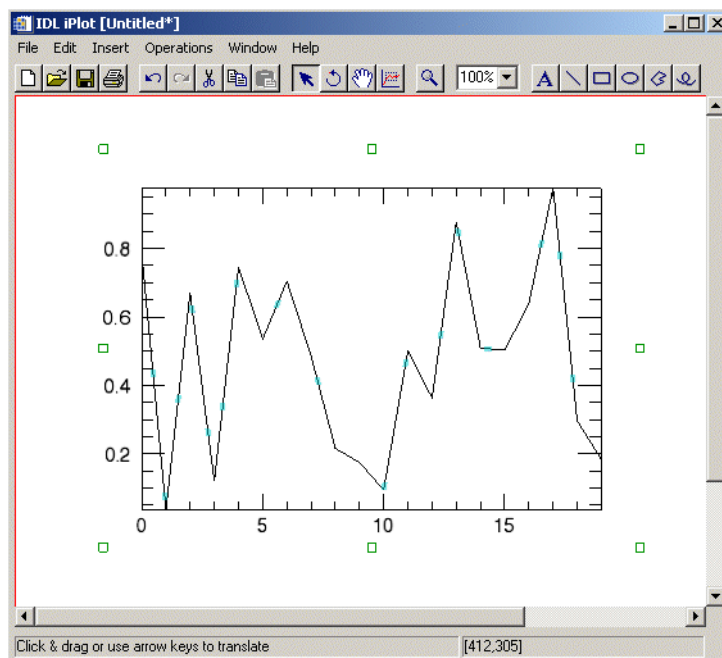 IDL iPlot [Untitled*]
File Edit Insert Operations Window Help
100% A
0.8
0.6
0.4
0.2
0 5 10 15
Click & drag or use arrow keys to translate [412,305]